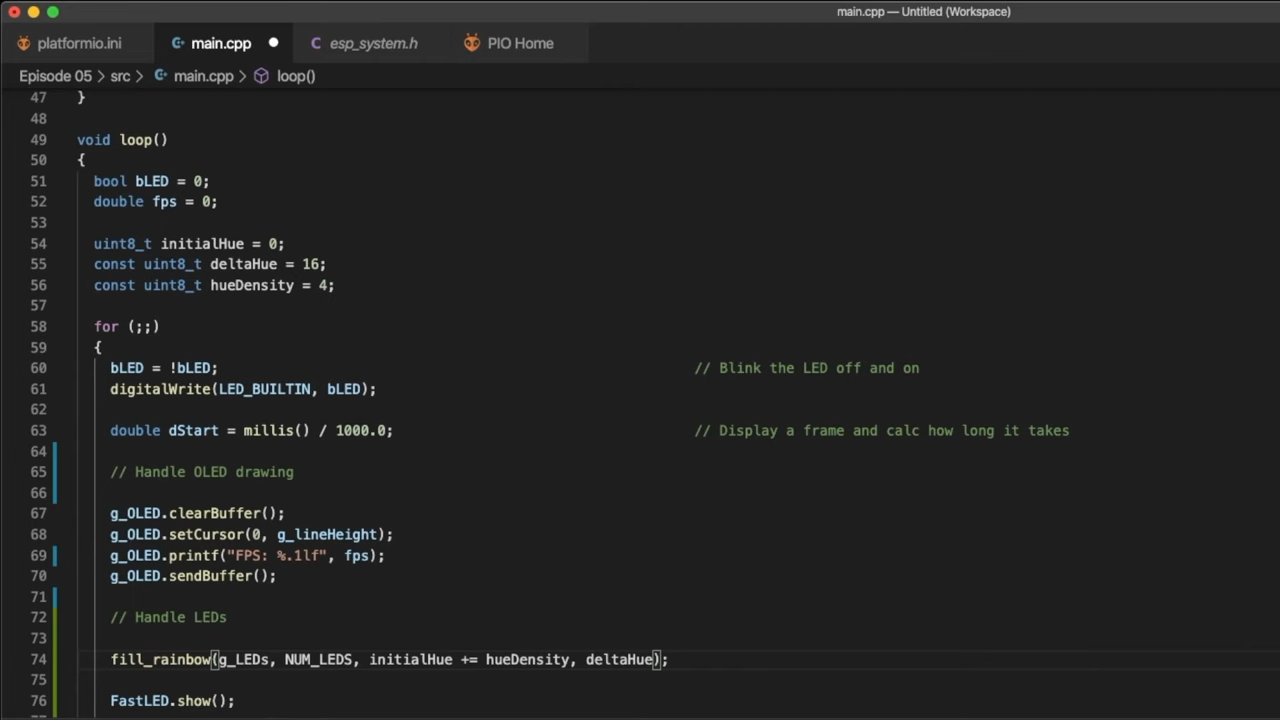 main.cpp — Untitled (Workspace)
platformio.ini main.cpp esp_system.h PIO Home
Episode 05 > src > main.cpp > loop()
47 }
48
49 void loop()
50 {
51 bool bLED = 0;
52 double fps = 0;
53
54 uint8_t initialHue = 0;
55 const uint8_t deltaHue = 16;
56 const uint8_t hueDensity = 4;
57
58 for (;;)
59 {
60 bLED = !bLED; // Blink the LED off and on
61 digitalWrite(LED_BUILTIN, bLED);
62
63 double dStart = millis() / 1000.0; // Display a frame and calc how long it takes
64
65 // Handle OLED drawing
66
67 g_OLED.clearBuffer();
68 g_OLED.setCursor(0, g_lineHeight);
69 g_OLED.printf("FPS: %.1lf", fps);
70 g_OLED.sendBuffer();
71
72 // Handle LEDs
73
74 fill_rainbow(g_LEDs, NUM_LEDS, initialHue += hueDensity, deltaHue);
75
76 FastLED.show();